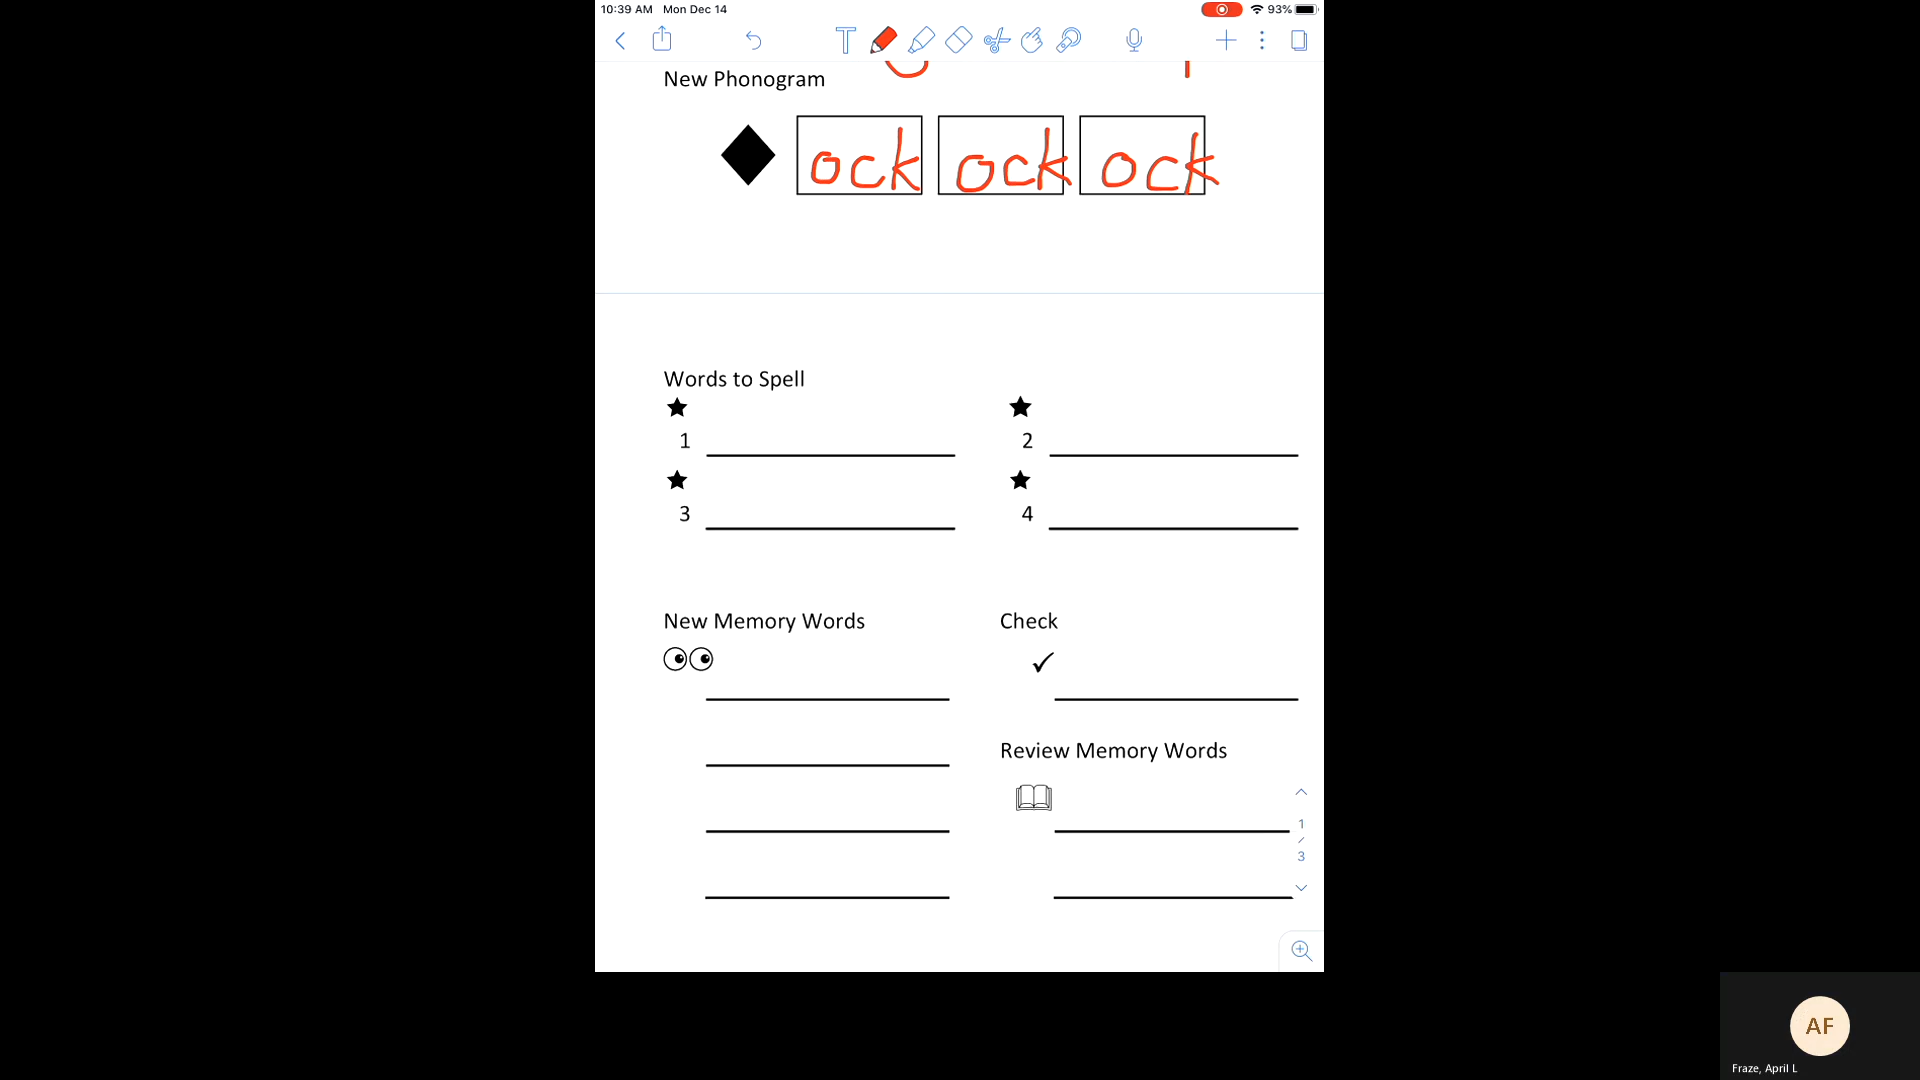 10:39 AM Mon Dec 14 93%
T
New Phonogram
ock ock ock
Words to Spell
1 2
3 4
New Memory Words Check
Review Memory Words
1
/
3
AF
Fraze, April L